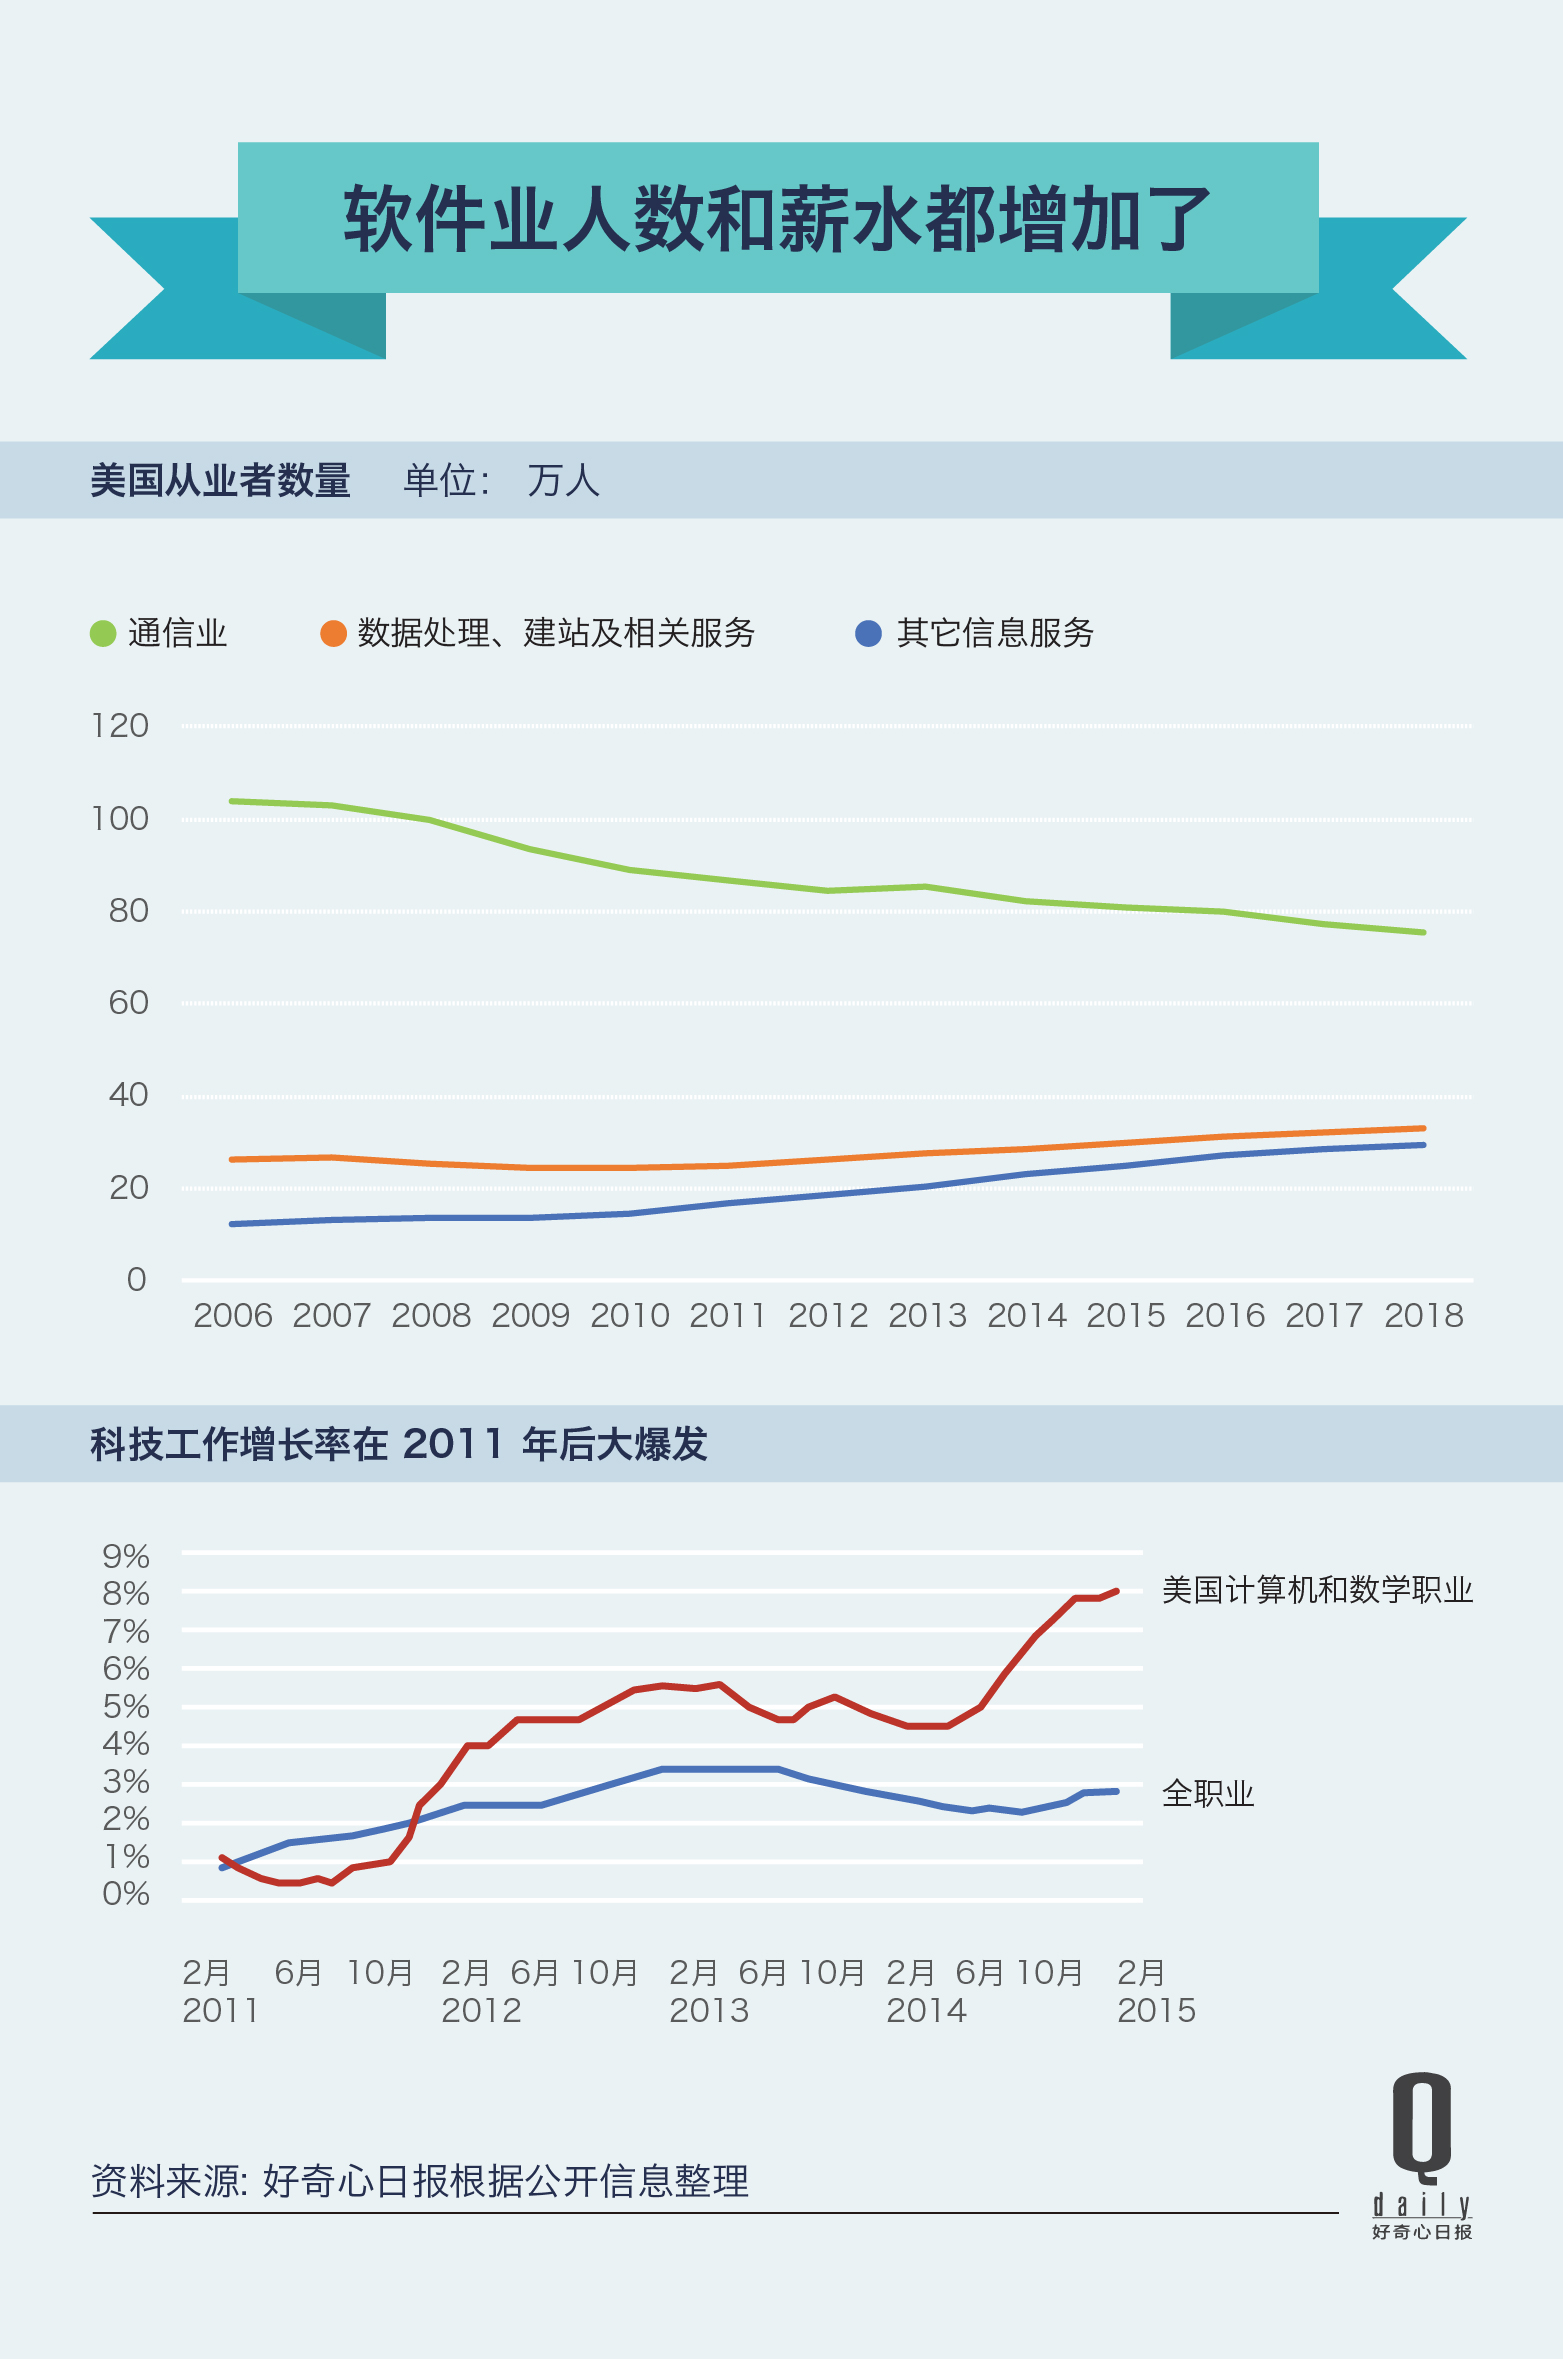 软件业人数和薪水都增加了
美国从业者数量 单位： 万人
通信业 数据处理、建站及相关服务 其它信息服务
120
100
80
60
40
20
0
2006 2007 2008 2009 2010 2011 2012 2013 2014 2015 2016 2017 2018
科技工作增长率在 2011 年后大爆发
9%
8%
7%
6%
5%
4%
3%
2%
1%
0%
美国计算机和数学职业
全职业
2月 6月 10月 2月 6月 10月 2月 6月 10月 2月 6月 10月 2月
2011 2012 2013 2014 2015
资料来源: 好奇心日报根据公开信息整理
Q
daily
好奇心日报